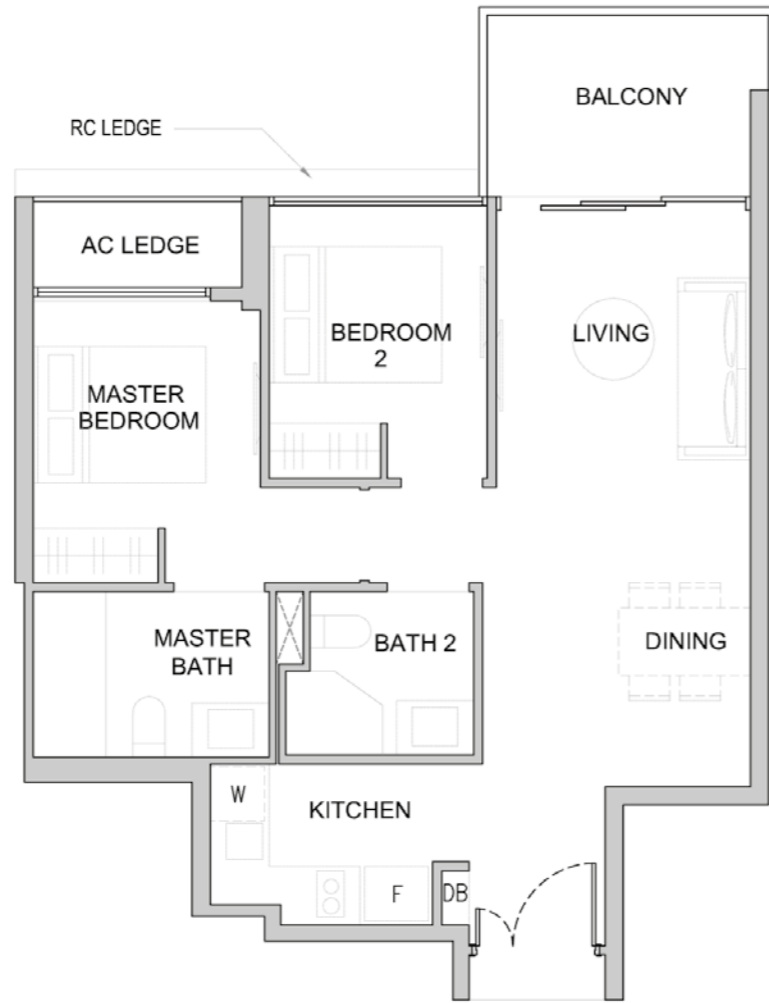 BALCONY
RC LEDGE
AC LEDGE
BEDROOM
2
LIVING
MASTER
BEDROOM
MASTER
BATH
BATH 2
DINING
W
KITCHEN
F
DB